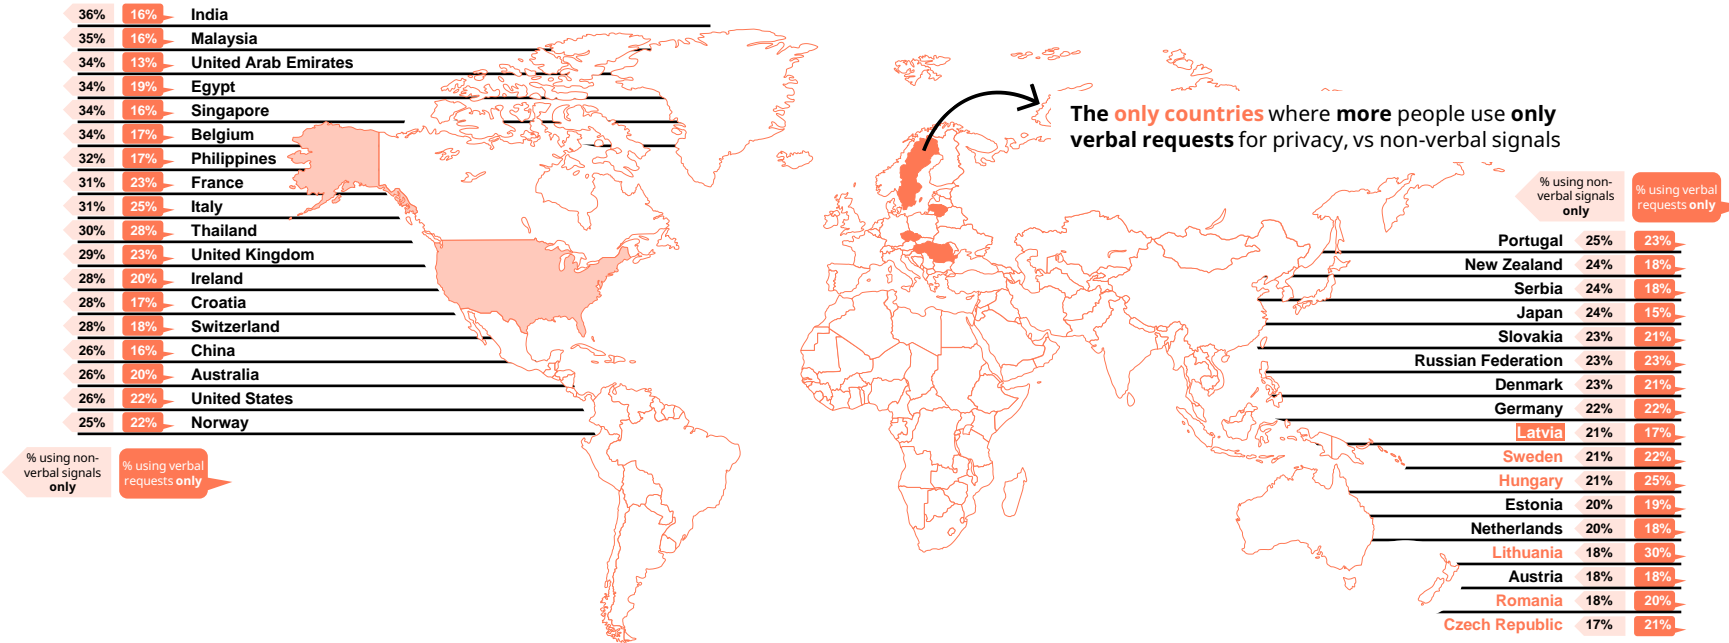 36% 16% India
35% 16% Malaysia
34% 13% United Arab Emirates
34% 19% Egypt
34% 16% Singapore
34% 17% Belgium
32% 17% Philippines
31% 23% France
31% 25% Italy
30% 28% Thailand
29% 23% United Kingdom
28% 20% Ireland
28% 17% Croatia
28% 18% Switzerland
26% 16% China
26% 20% Australia
26% 22% United States
25% 22% Norway
% using non-
verbal signals
only
% using verbal
requests only
The only countries where more people use only
verbal requests for privacy, vs non-verbal signals
% using non-
verbal signals
only
% using verbal
requests only
Portugal 25% 23%
New Zealand 24% 18%
Serbia 24% 18%
Japan 24% 15%
Slovakia 23% 21%
Russian Federation 23% 23%
Denmark 23% 21%
Germany 22% 22%
Latvia 21% 17%
Sweden 21% 22%
Hungary 21% 25%
Estonia 20% 19%
Netherlands 20% 18%
Lithuania 18% 30%
Austria 18% 18%
Romania 18% 20%
Czech Republic 17% 21%